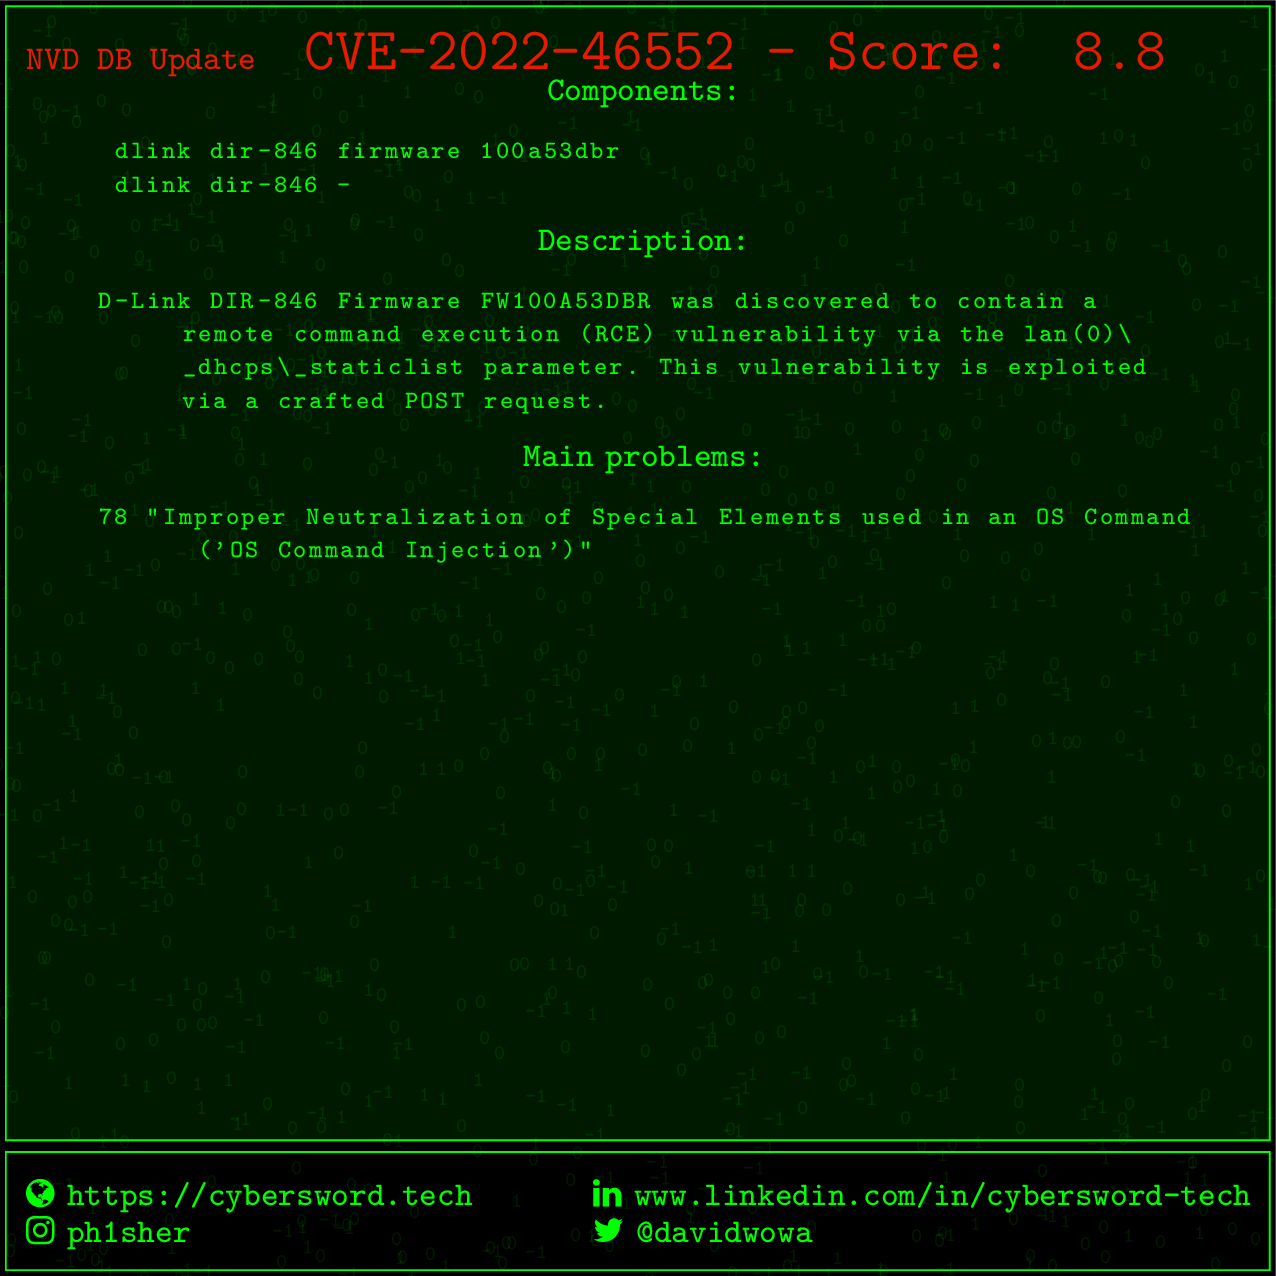 NVD DB Update CVE-2022-46552 - Score: 8.8
Components:
dlink dir-846 firmware 100a53dbr
dlink dir-846 -
Description:
D-Link DIR-846 Firmware FW100A53DBR was discovered to contain a
remote command execution (RCE) vulnerability via the lan(0)\
_dhcps\_staticlist parameter. This vulnerability is exploited
via a crafted POST request.
Main problems:
78 "Improper Neutralization of Special Elements used in an OS Command
('OS Command Injection')"
https://cybersword.tech
www.linkedin.com/in/cybersword-tech
ph1sher
@davidwowa